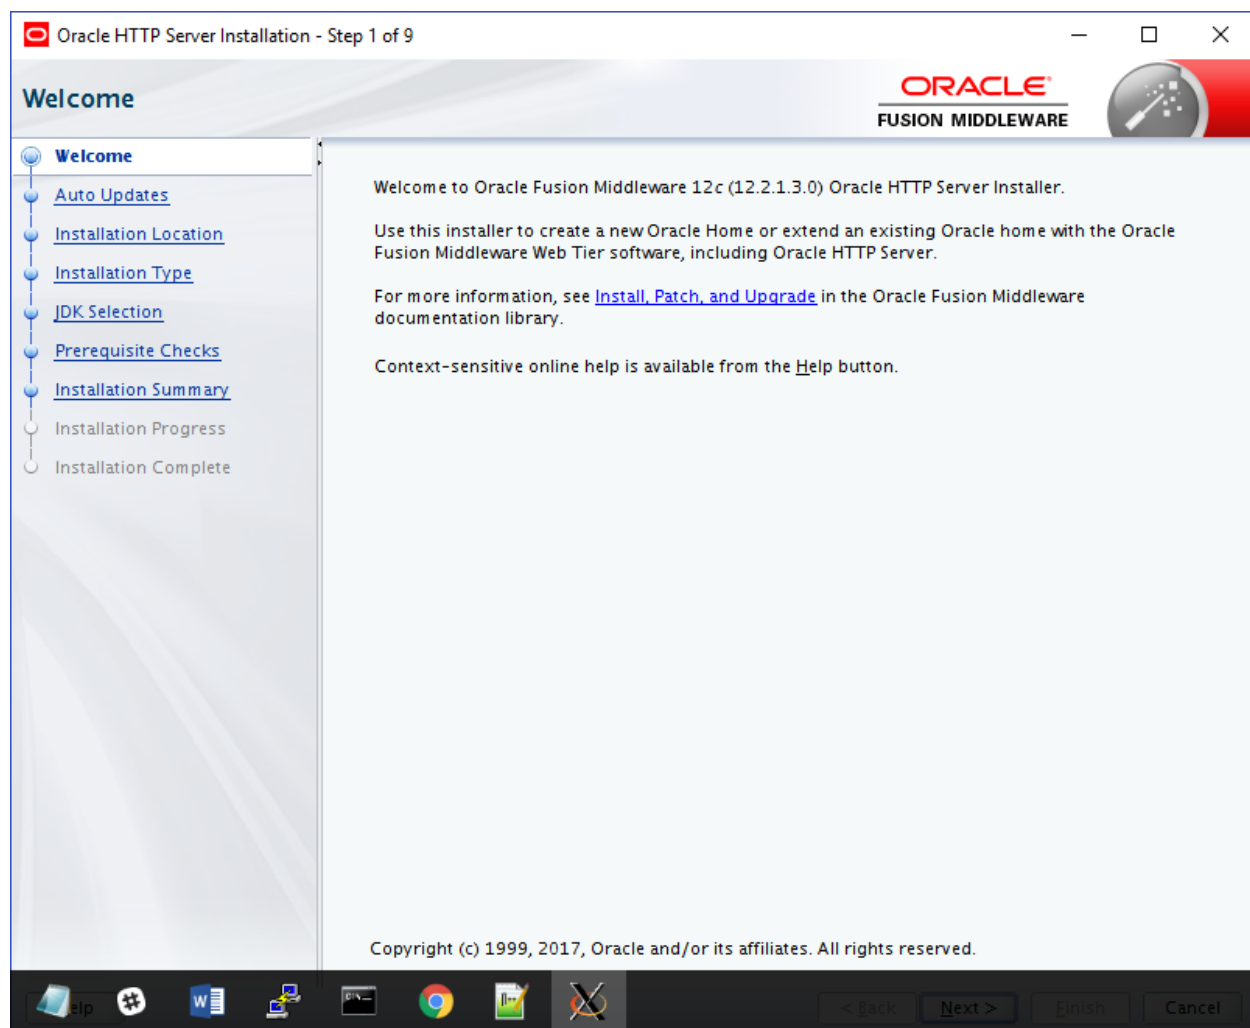 Oracle HTTP Server Installation - Step 1 of 9
Welcome
ORACLE
FUSION MIDDLEWARE
Welcome
Auto Updates
Installation Location
Installation Type
JDK Selection
Prerequisite Checks
Installation Summary
Installation Progress
Installation Complete
Welcome to Oracle Fusion Middleware 12c (12.2.1.3.0) Oracle HTTP Server Installer.
Use this installer to create a new Oracle Home or extend an existing Oracle home with the Oracle
Fusion Middleware Web Tier software, including Oracle HTTP Server.
For more information, see Install, Patch, and Upgrade in the Oracle Fusion Middleware
documentation library.
Context-sensitive online help is available from the Help button.
Copyright (c) 1999, 2017, Oracle and/or its affiliates. All rights reserved.
< Back Next > Finish Cancel